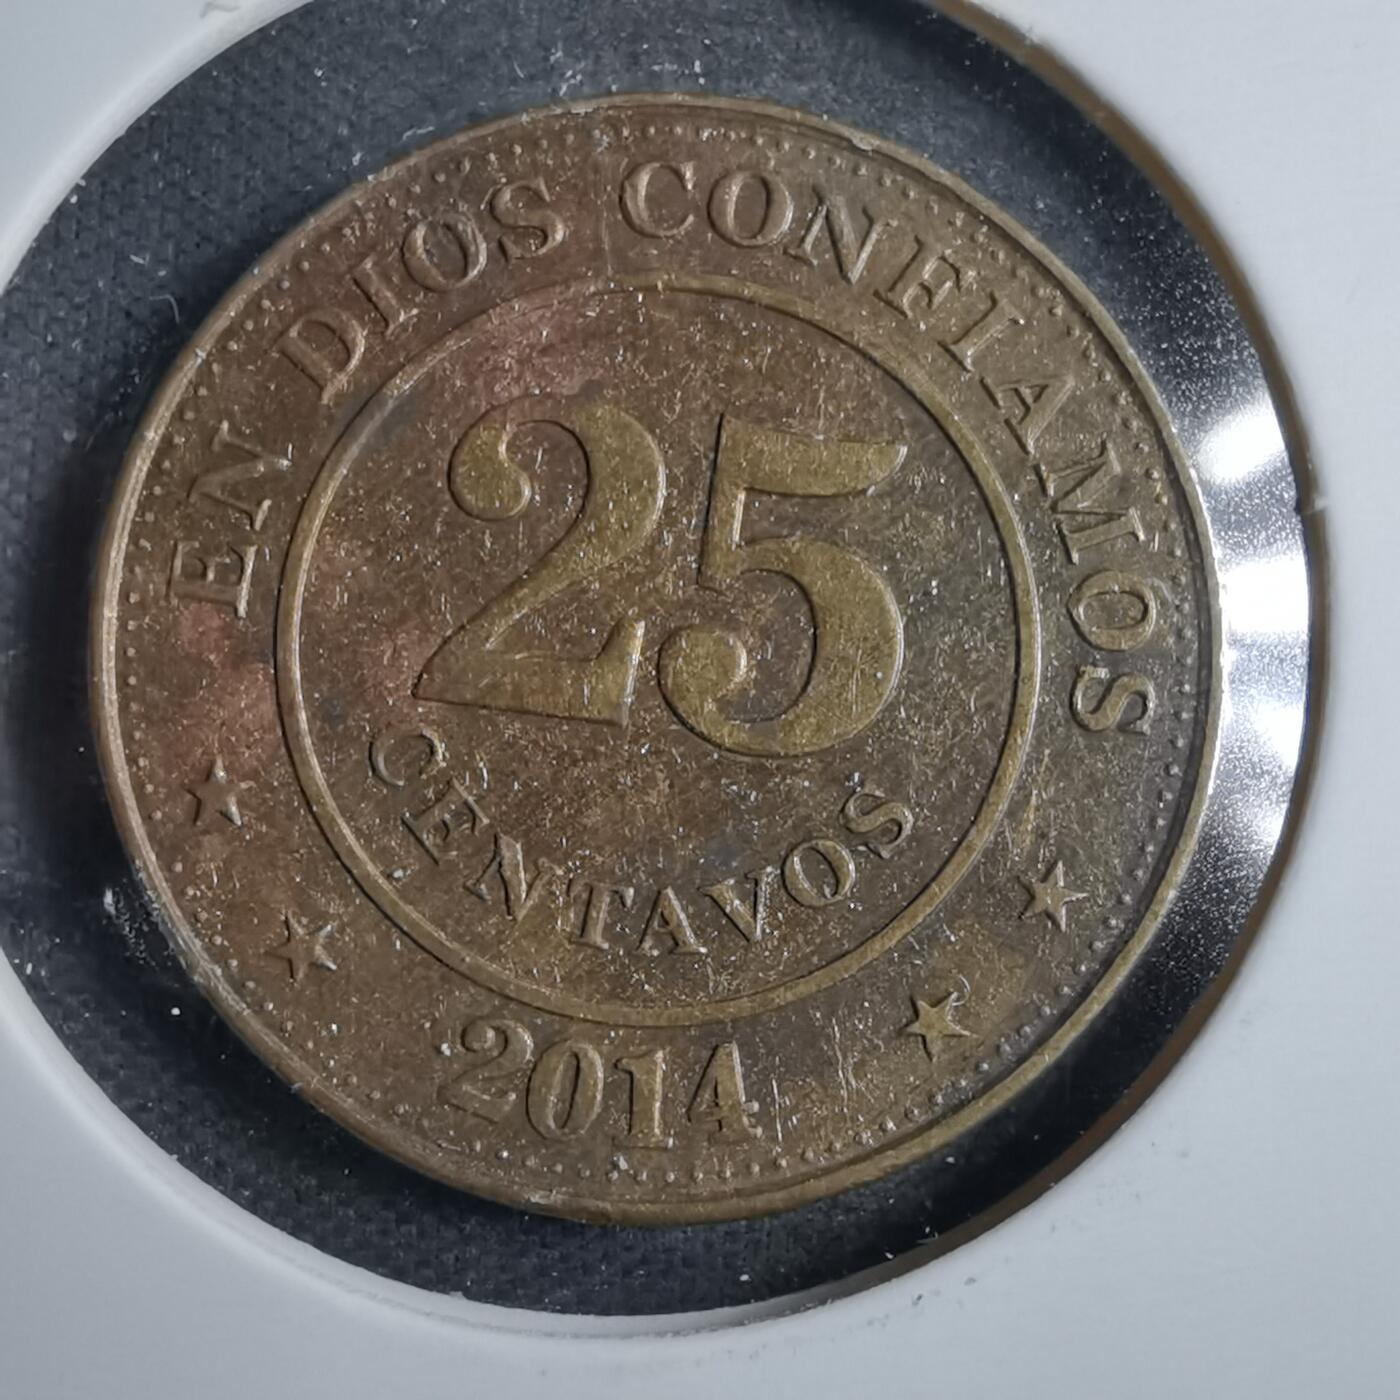 EN DIOS CONFIAMOS
25
CENTAVOS
2014